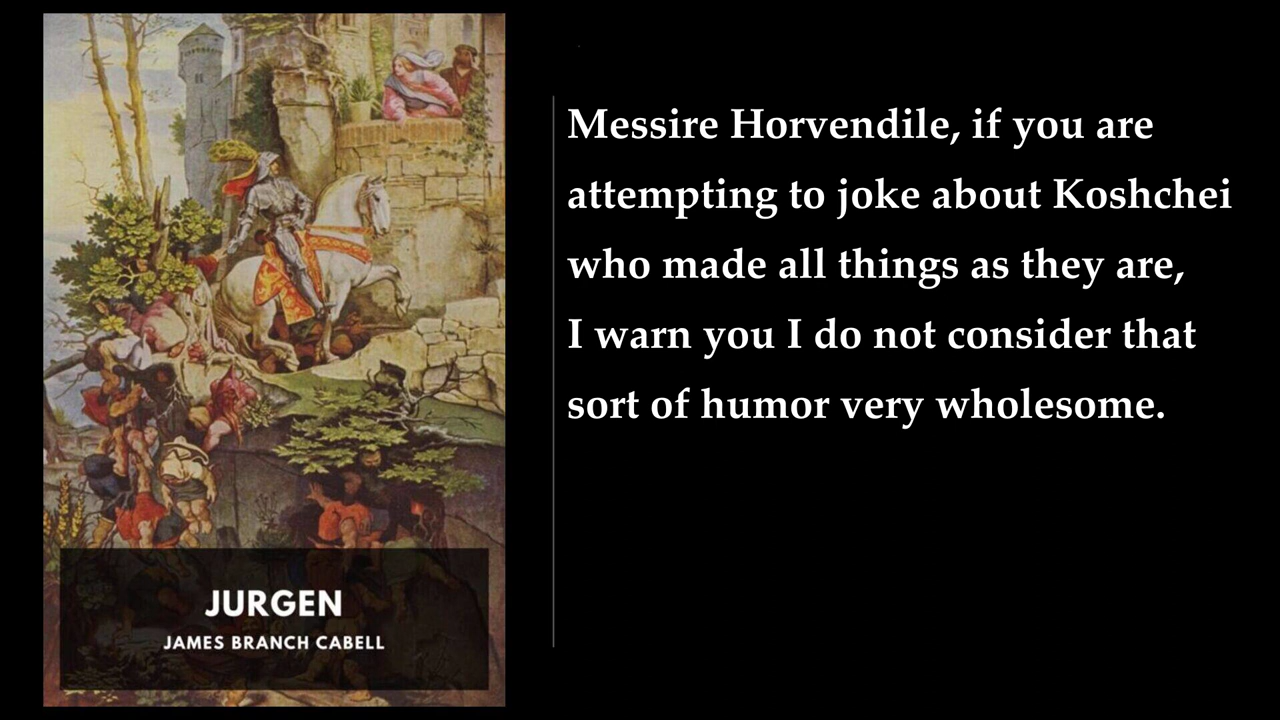 Messire Horvendile, if you are
attempting to joke about Koshchei
who made all things as they are,
I warn you I do not consider that
sort of humor very wholesome.
JURGEN
JAMES BRANCH CABELL